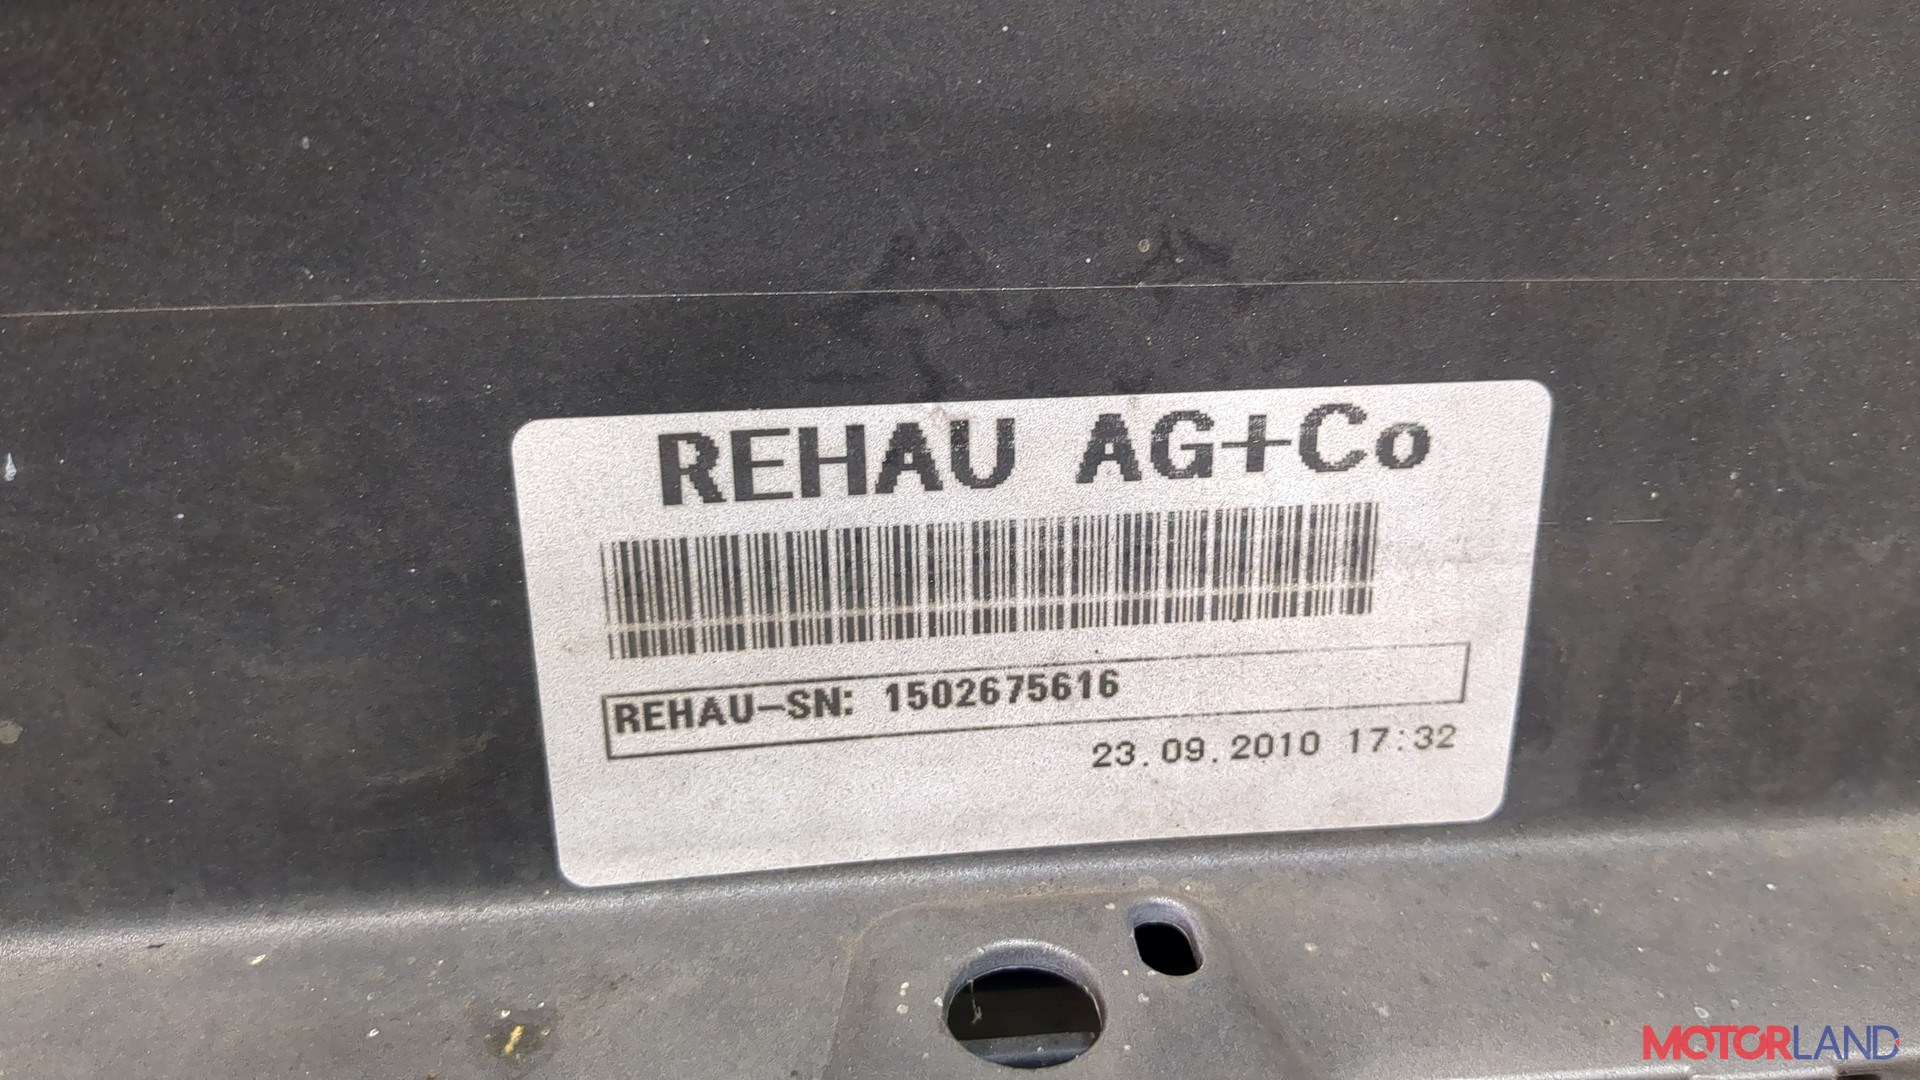 REHAU AG+Co
REHAU-SN: 1502675616
23.09.2010 17:32
MOTORLAND